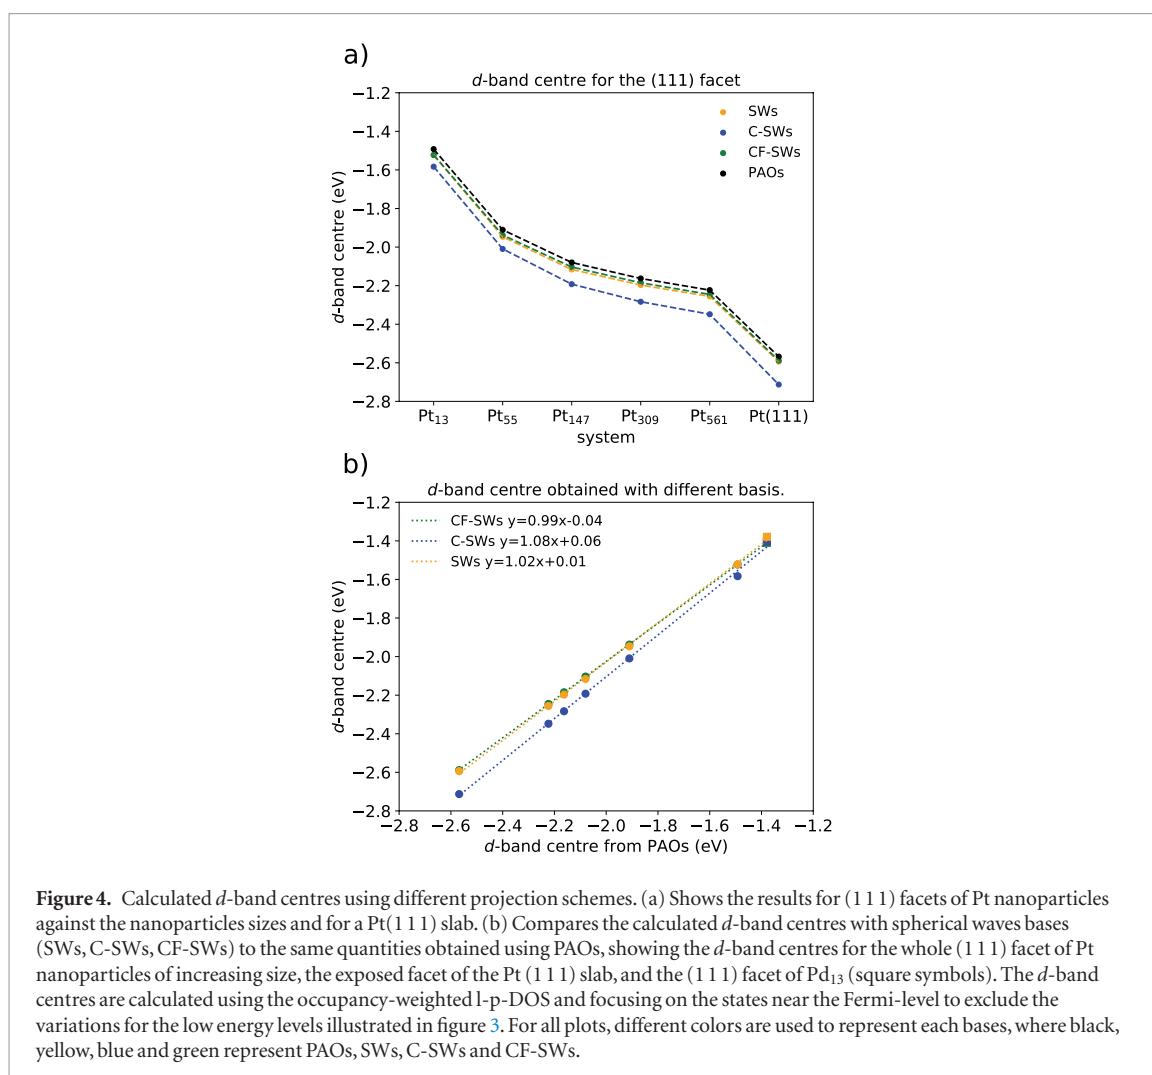 a)
d-band centre for the (111) facet
−1.2
−1.4
−1.6
−1.8
−2.0
−2.2
−2.4
−2.6
−2.8
d-band centre (eV)
SWs
C-SWs
CF-SWs
PAOs
Pt₁₃ Pt₅₅ Pt₁₄₇ Pt₃₀₉ Pt₅₆₁ Pt(111)
system
b)
d-band centre obtained with different basis.
−1.2
−1.4
−1.6
−1.8
−2.0
−2.2
−2.4
−2.6
−2.8
d-band centre (eV)
CF-SWs y=0.99x-0.04
C-SWs y=1.08x+0.06
SWs y=1.02x+0.01
−2.8 −2.6 −2.4 −2.2 −2.0 −1.8 −1.6 −1.4 −1.2
d-band centre from PAOs (eV)
Figure 4. Calculated d-band centres using different projection schemes. (a) Shows the results for (1 1 1) facets of Pt nanoparticles
against the nanoparticles sizes and for a Pt(1 1 1) slab. (b) Compares the calculated d-band centres with spherical waves bases
(SWs, C-SWs, CF-SWs) to the same quantities obtained using PAOs, showing the d-band centres for the whole (1 1 1) facet of Pt
nanoparticles of increasing size, the exposed facet of the Pt (1 1 1) slab, and the (1 1 1) facet of Pd₁₃ (square symbols). The d-band
centres are calculated using the occupancy-weighted l-p-DOS and focusing on the states near the Fermi-level to exclude the
variations for the low energy levels illustrated in figure 3. For all plots, different colors are used to represent each bases, where black,
yellow, blue and green represent PAOs, SWs, C-SWs and CF-SWs.